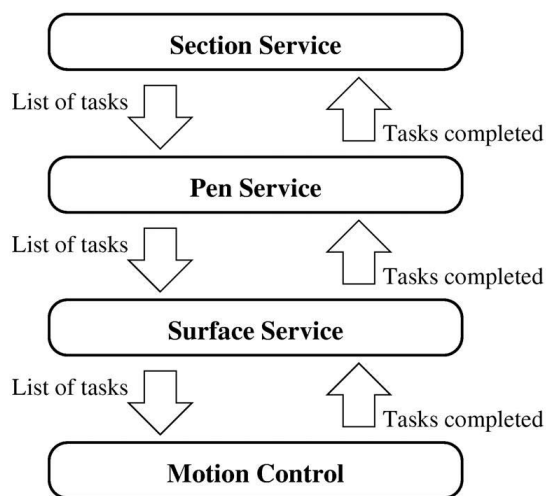 Section Service
List of tasks
Tasks completed
Pen Service
List of tasks
Tasks completed
Surface Service
List of tasks
Tasks completed
Motion Control